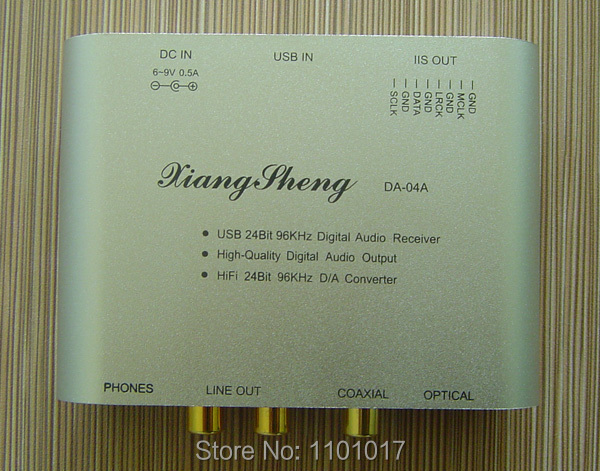 DC IN
USB IN
IIS OUT
6~9V 0.5A
SCLK
GND
DATA
GND
LRCK
GND
MCLK
GND
XiangSheng
DA-04A
USB 24Bit 96KHz Digital Audio Receiver
High-Quality Digital Audio Output
HiFi 24Bit 96KHz D/A Converter
PHONES
LINE OUT
COAXIAL
OPTICAL
Store No: 1101017